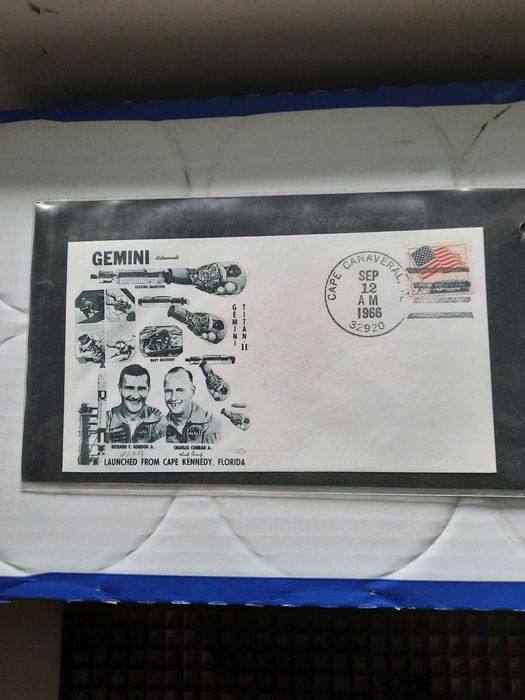 GEMINI Astronauts
DOCKING MANEUVER
GEMINI
TITAN II
NAVY RECOVERY
RICHARD F. GORDON Jr.
CHARLES CONRAD Jr.
LAUNCHED FROM CAPE KENNEDY, FLORIDA
CAPE CANAVERAL,
SEP
12
AM
1966
32920